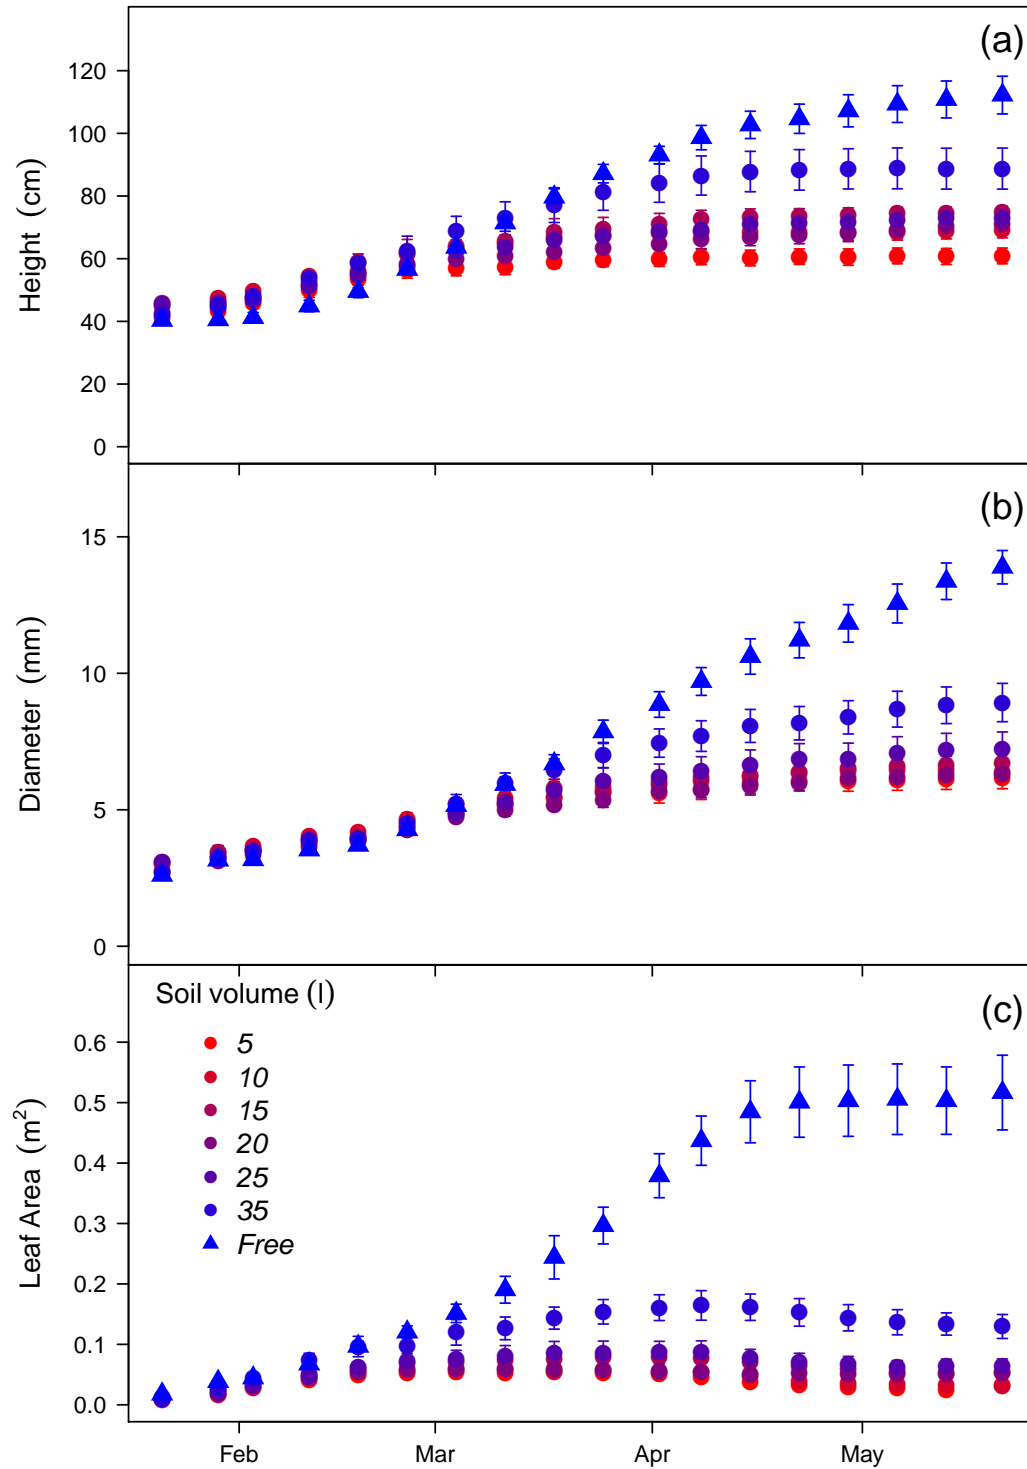 (a)
120
100
80
60
40
20
0
Height (cm)
(b)
15
10
5
0
Diameter (mm)
(c)
Soil volume (l)
5
10
15
20
25
35
Free
0.6
0.5
0.4
0.3
0.2
0.1
0.0
Leaf Area (m²)
Feb Mar Apr May